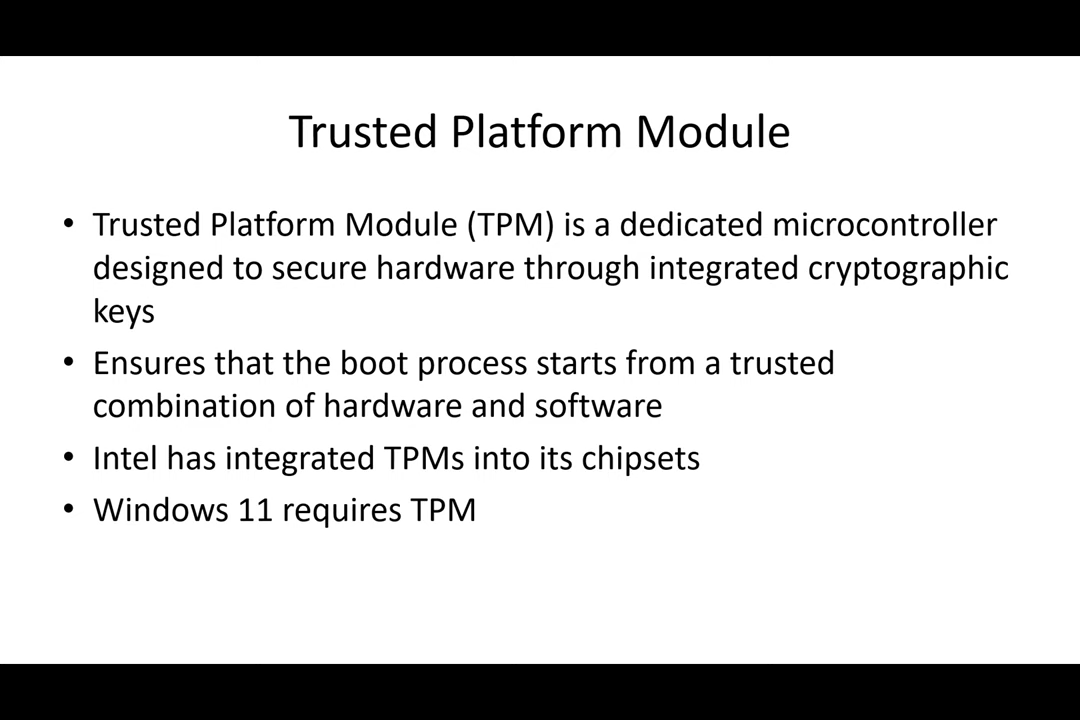 Trusted Platform Module
• Trusted Platform Module (TPM) is a dedicated microcontroller
designed to secure hardware through integrated cryptographic
keys
• Ensures that the boot process starts from a trusted
combination of hardware and software
• Intel has integrated TPMs into its chipsets
• Windows 11 requires TPM